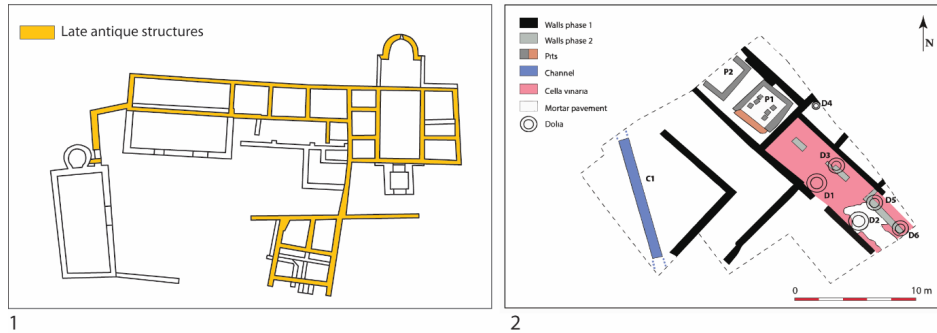 Late antique structures
1
Walls phase 1
Walls phase 2
Pits
Channel
Cella vinaria
Mortar pavement
Dolia
N
P2
P1
D4
D3
C1
D1
D5
D2
D6
0 10 m
2